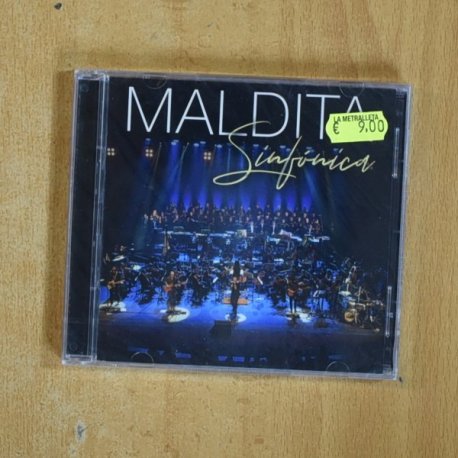 MALDITA
Sinfónica
LA METRALLETA
€ 9,00